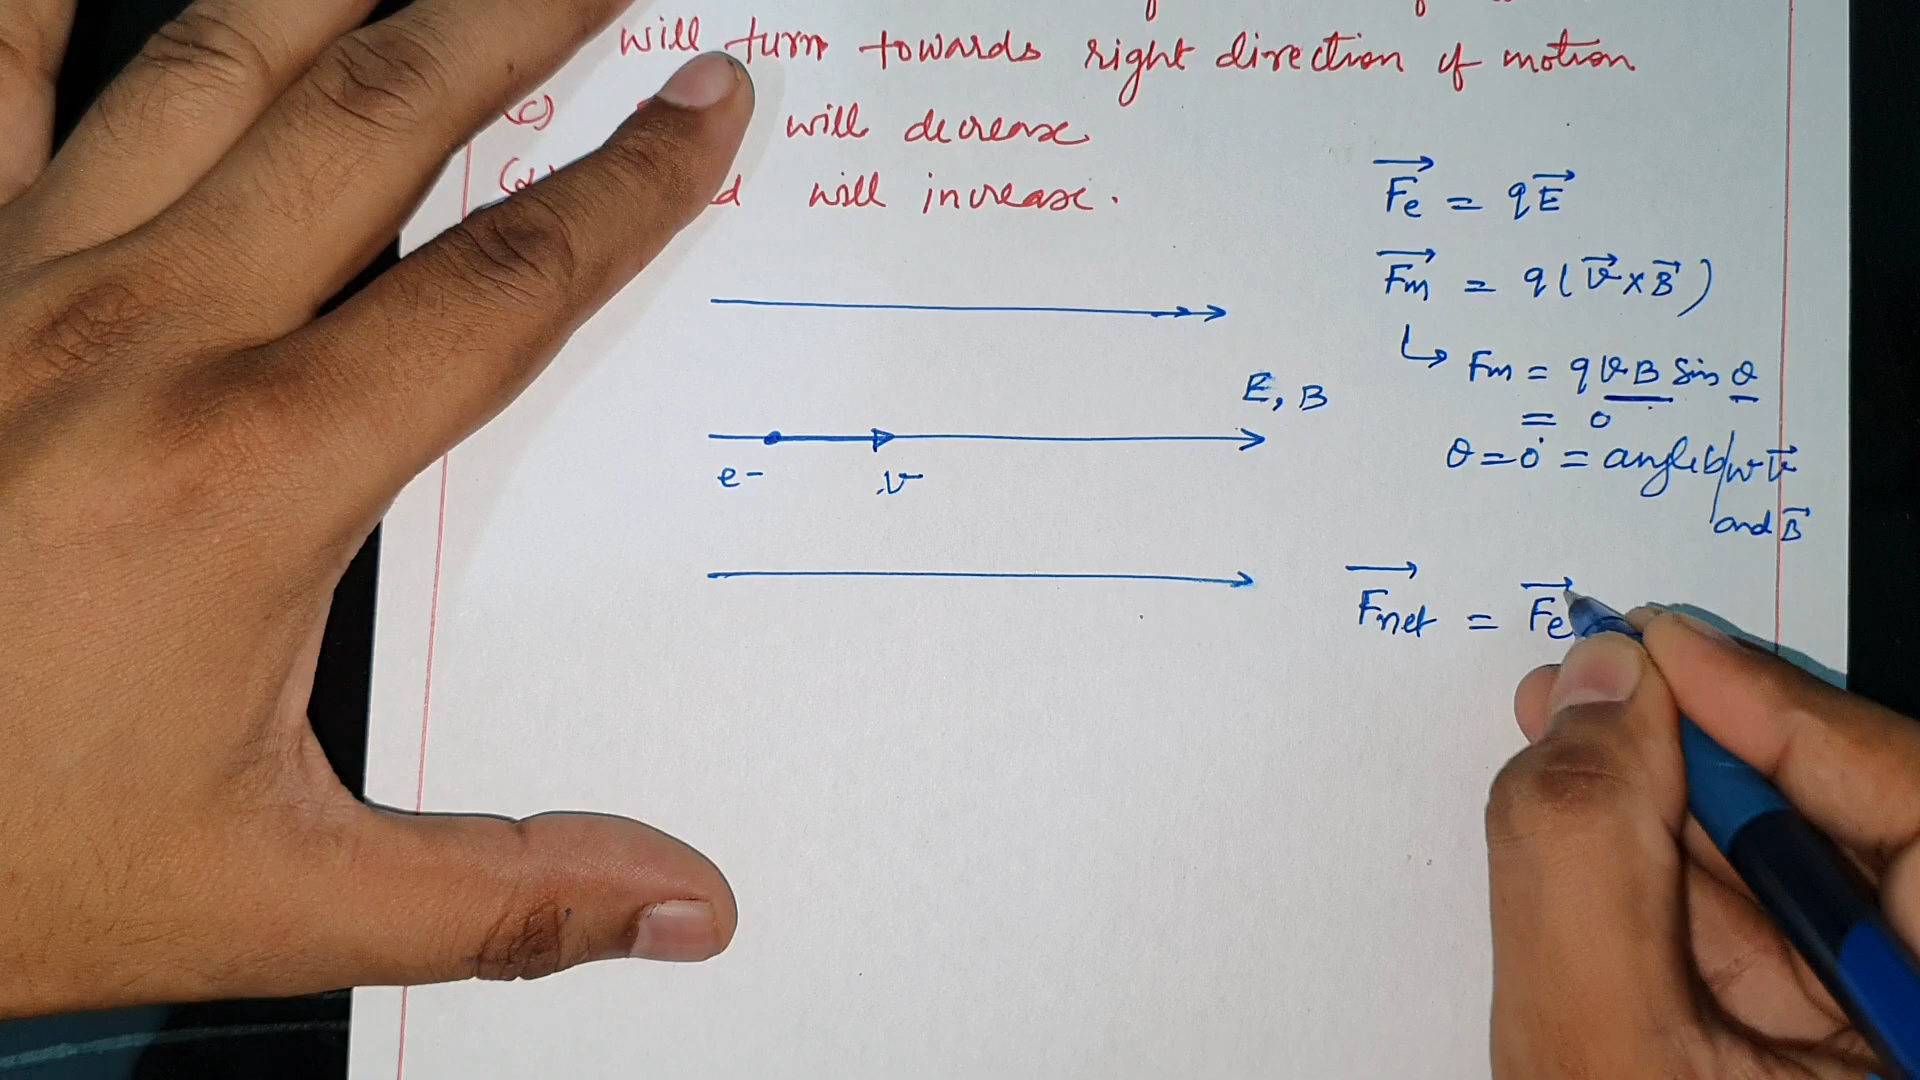 will turn towards right direction of motion
(c) will decrease
(d) will increase.
Fe = qE
Fm = q(v×B)
↳ Fm = qvB sin θ
= 0
θ = 0° = angle b/w v
and B
E, B
e- v
Fnet = Fe